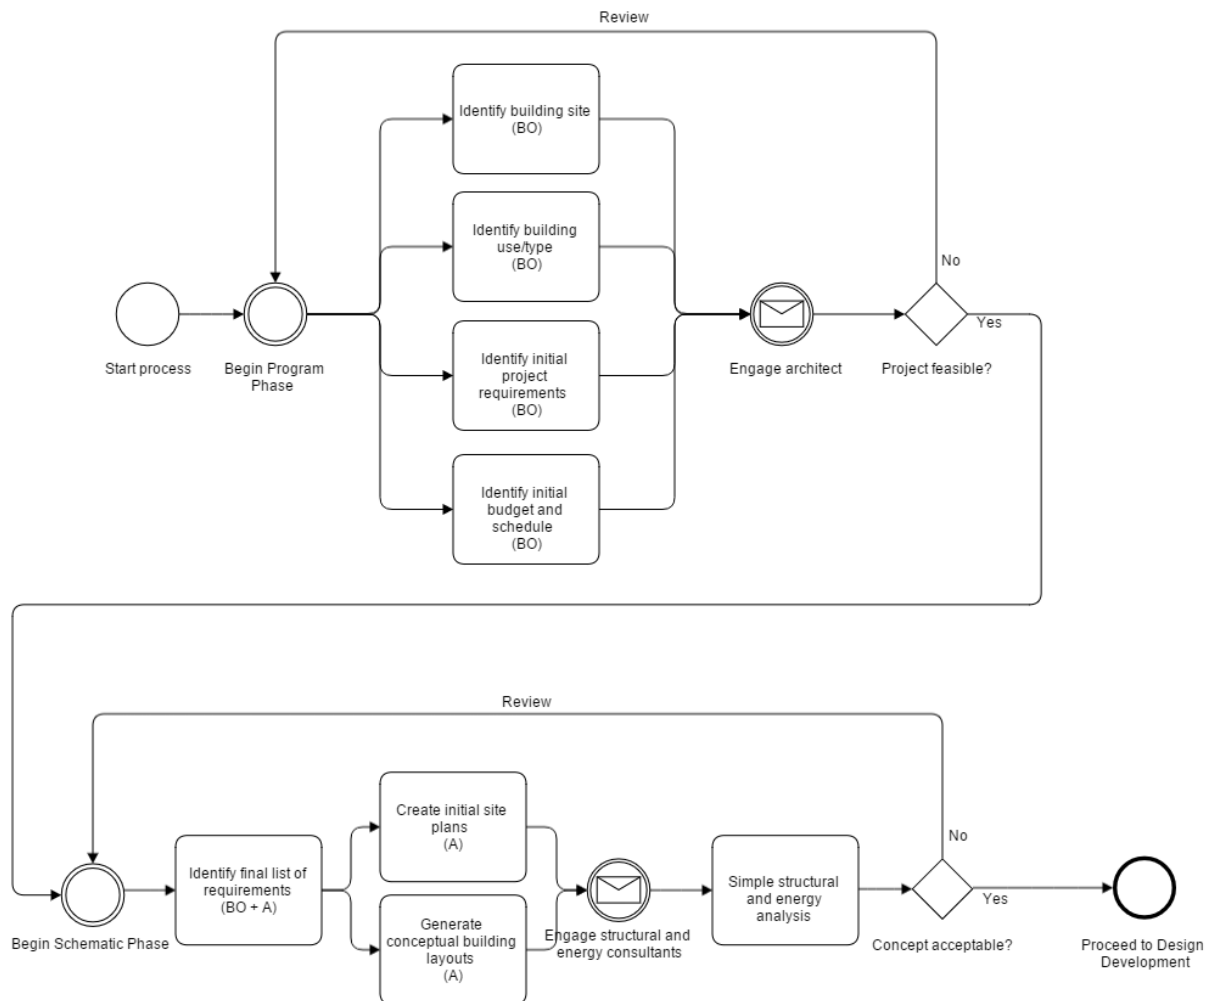 Review
Identify building site
(BO)
Identify building
use/type
(BO)
No
Yes
Start process
Begin Program
Phase
Identify initial
project
requirements
(BO)
Engage architect
Project feasible?
Identify initial
budget and
schedule
(BO)
Review
Create initial site
plans
(A)
No
Identify final list of
requirements
(BO + A)
Simple structural
and energy
analysis
Yes
Begin Schematic Phase
Generate
conceptual building
layouts
(A)
Engage structural and
energy consultants
Concept acceptable?
Proceed to Design
Development